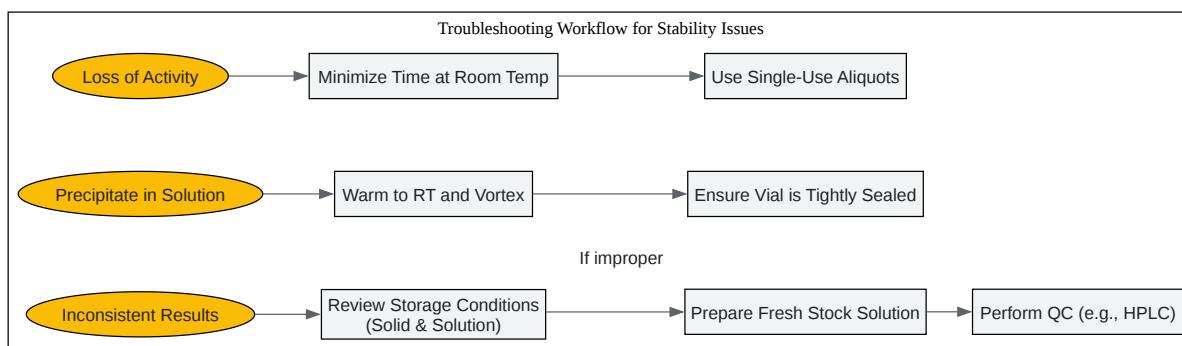 Troubleshooting Workflow for Stability Issues
Loss of Activity
Minimize Time at Room Temp
Use Single-Use Aliquots
Precipitate in Solution
Warm to RT and Vortex
Ensure Vial is Tightly Sealed
If improper
Inconsistent Results
Review Storage Conditions
(Solid & Solution)
Prepare Fresh Stock Solution
Perform QC (e.g., HPLC)